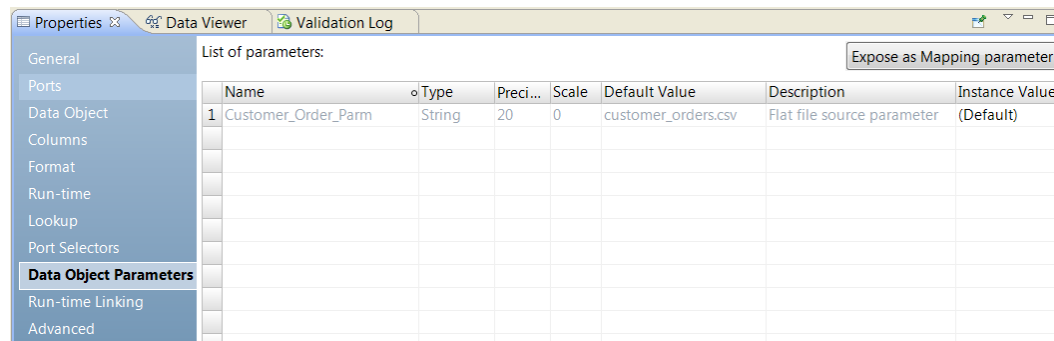 Properties Data Viewer Validation Log
General
Ports
Data Object
Columns
Format
Run-time
Lookup
Port Selectors
Data Object Parameters
Run-time Linking
Advanced
List of parameters:
Expose as Mapping parameter
Name Type Preci... Scale Default Value Description Instance Value
1 Customer_Order_Parm String 20 0 customer_orders.csv Flat file source parameter (Default)